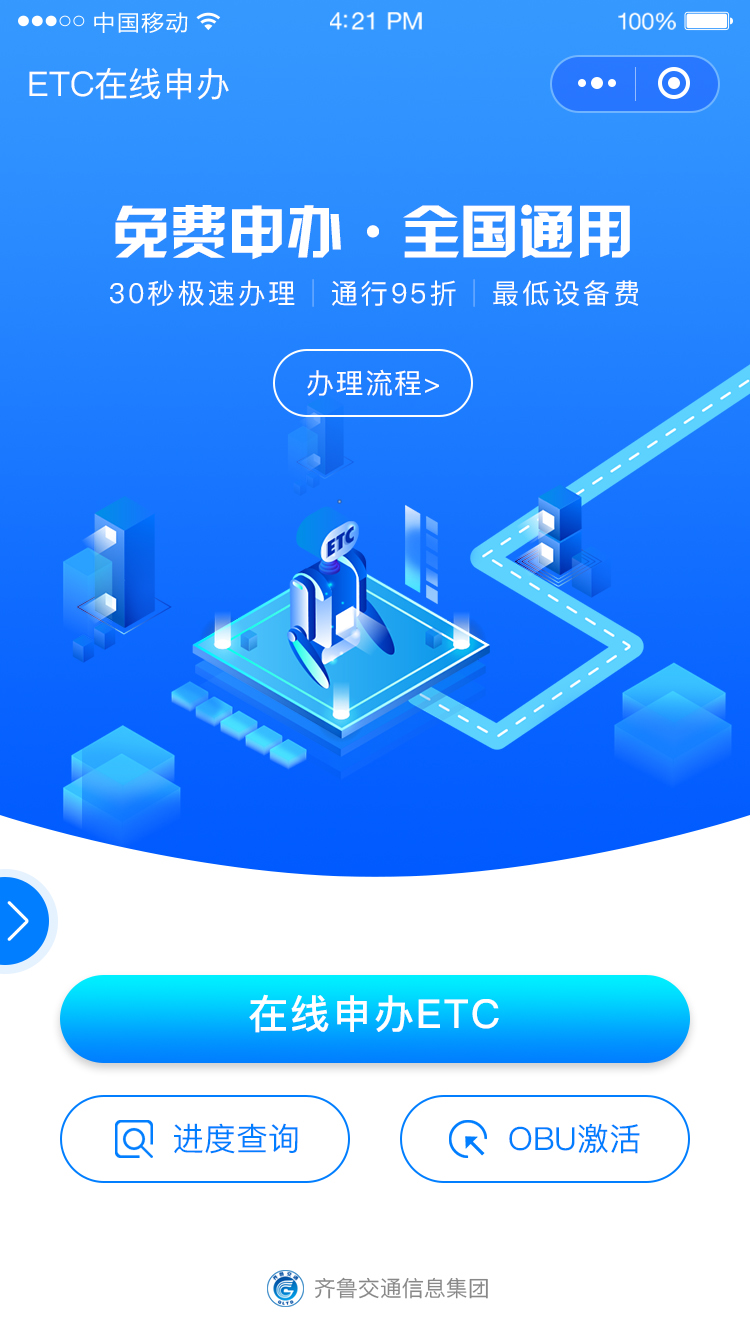 中国移动
4:21 PM
100%
ETC在线申办
免费申办·全国通用
30秒极速办理
通行95折
最低设备费
办理流程>
ETC
在线申办ETC
进度查询
OBU激活
齐鲁交通信息集团